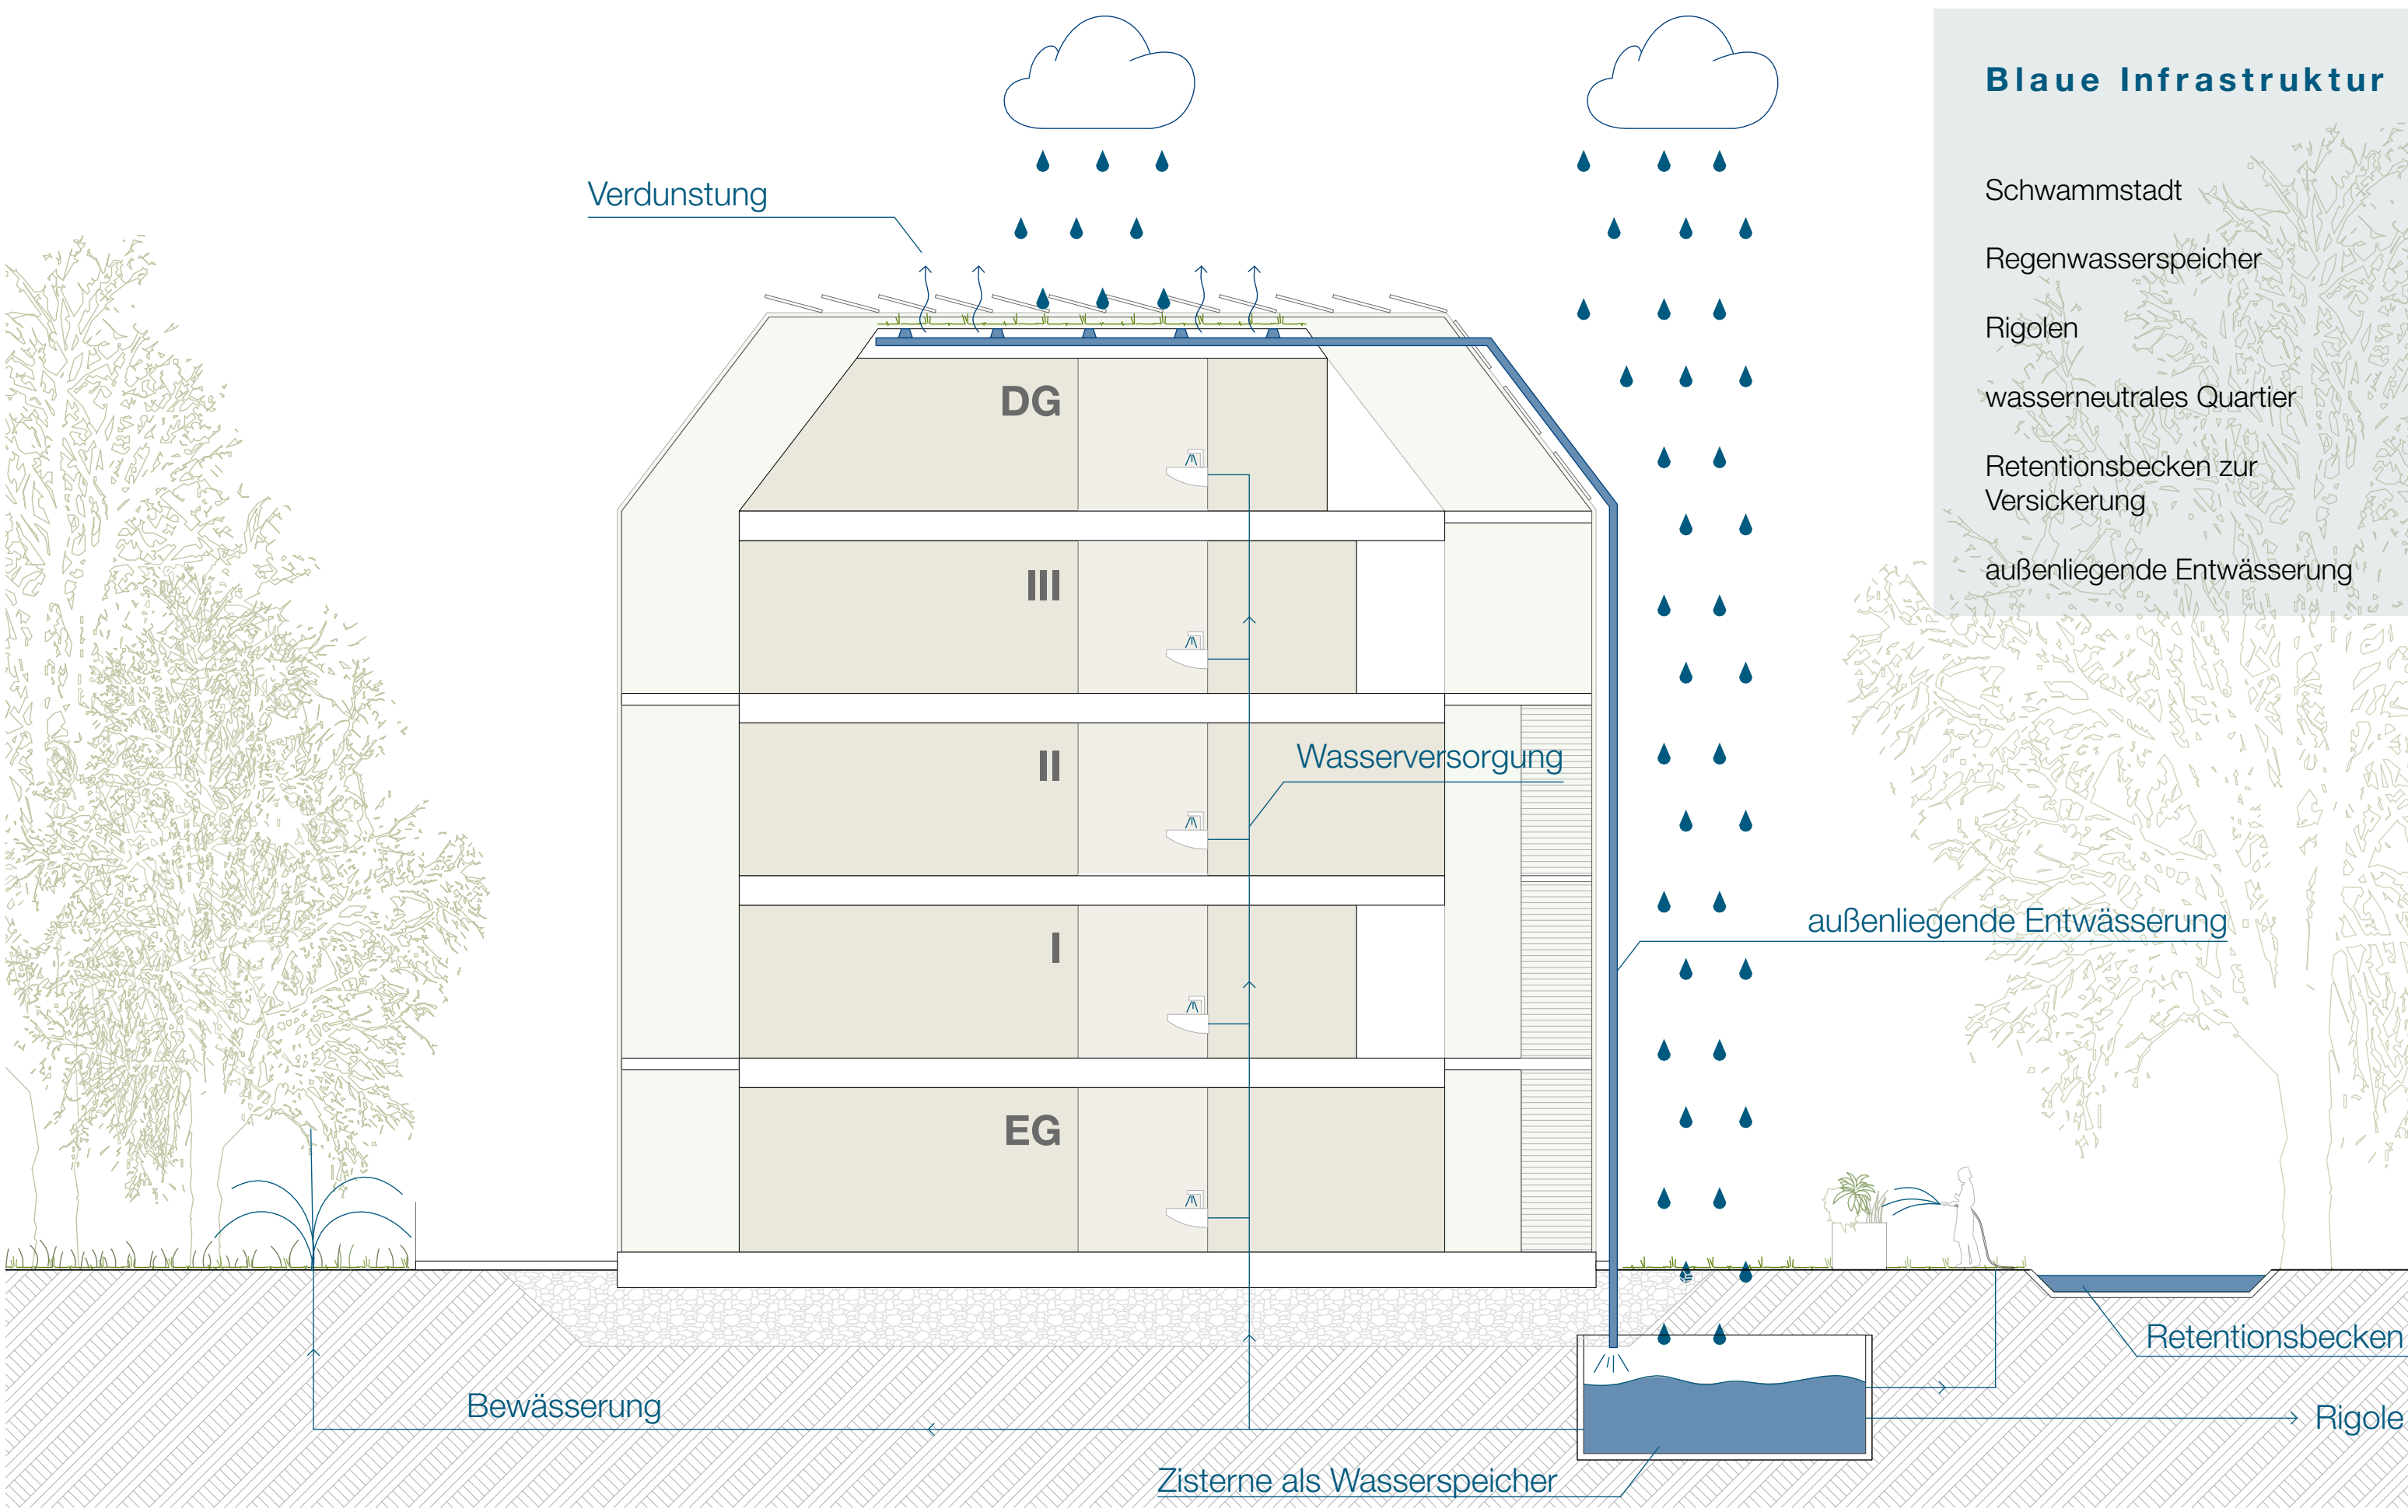 Blaue Infrastruktur
Schwammstadt
Regenwasserspeicher
Rigolen
wasserneutrales Quartier
Retentionsbecken zur
Versickerung
außenliegende Entwässerung
Verdunstung
DG
III
II
Wasserversorgung
I
außenliegende Entwässerung
EG
Retentionsbecken
Bewässerung
Rigole
Zisterne als Wasserspeicher